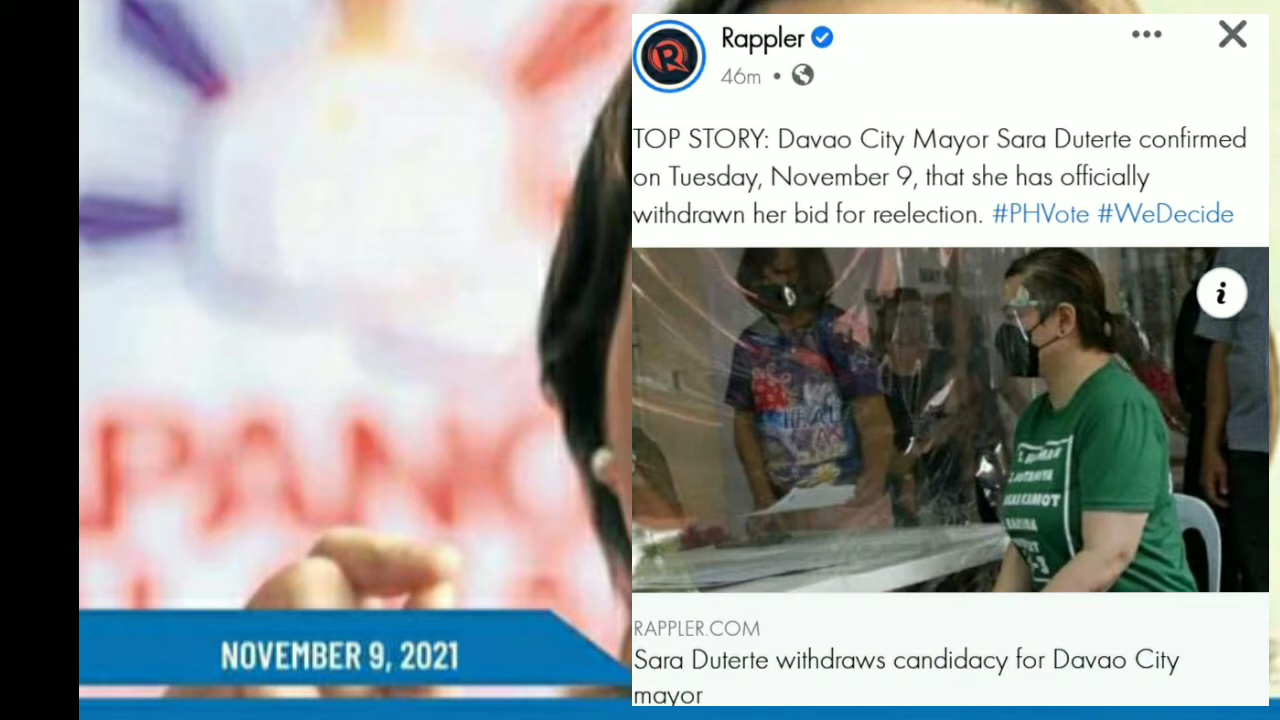 PANG
NOVEMBER 9, 2021
Rappler
46m
TOP STORY: Davao City Mayor Sara Duterte confirmed
on Tuesday, November 9, that she has officially
withdrawn her bid for reelection. #PHVote #WeDecide
RAPPLER.COM
Sara Duterte withdraws candidacy for Davao City
mayor